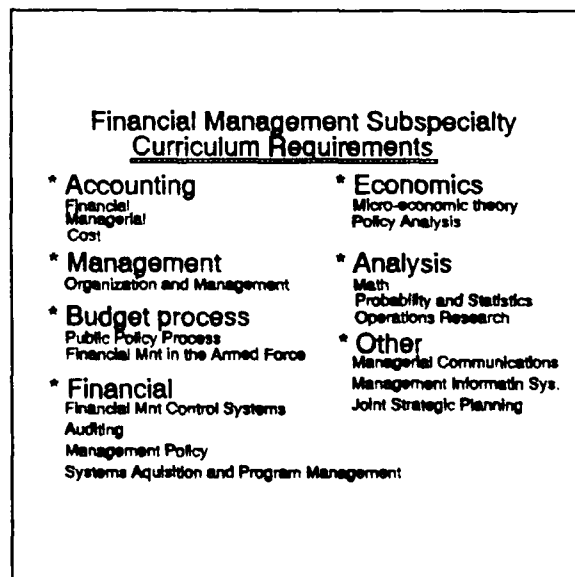 Financial Management Subspecialty
Curriculum Requirements
* Accounting
Financial
Managerial
Cost
* Management
Organization and Management
* Budget process
Public Policy Process
Financial Mnt in the Armed Force
* Financial
Financial Mnt Control Systems
Auditing
Management Policy
Systems Aquisition and Program Management
* Economics
Micro-economic theory
Policy Analysis
* Analysis
Math
Probability and Statistics
Operations Research
* Other
Managerial Communications
Management Informatin Sys.
Joint Strategic Planning